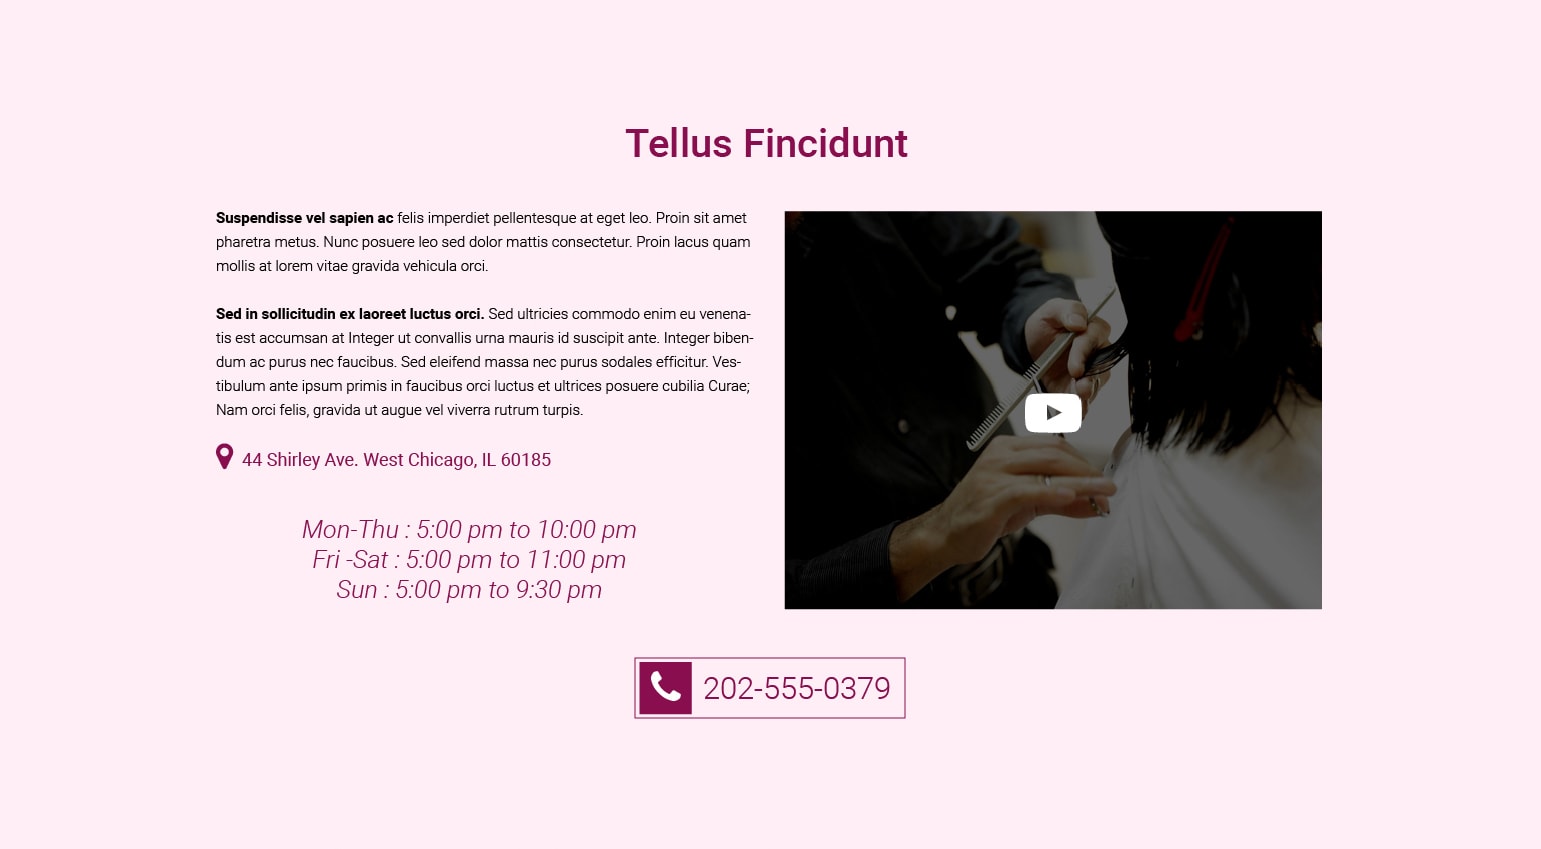 Tellus Fincidunt
Suspendisse vel sapien ac felis imperdiet pellentesque at eget leo. Proin sit amet
pharetra metus. Nunc posuere leo sed dolor mattis consectetur. Proin lacus quam
mollis at lorem vitae gravida vehicula orci.
Sed in sollicitudin ex laoreet luctus orci. Sed ultricies commodo enim eu venena-
tis est accumsan at Integer ut convallis urna mauris id suscipit ante. Integer biben-
dum ac purus nec faucibus. Sed eleifend massa nec purus sodales efficitur. Ves-
tibulum ante ipsum primis in faucibus orci luctus et ultrices posuere cubilia Curae;
Nam orci felis, gravida ut augue vel viverra rutrum turpis.
44 Shirley Ave. West Chicago, IL 60185
Mon-Thu : 5:00 pm to 10:00 pm
Fri -Sat : 5:00 pm to 11:00 pm
Sun : 5:00 pm to 9:30 pm
202-555-0379